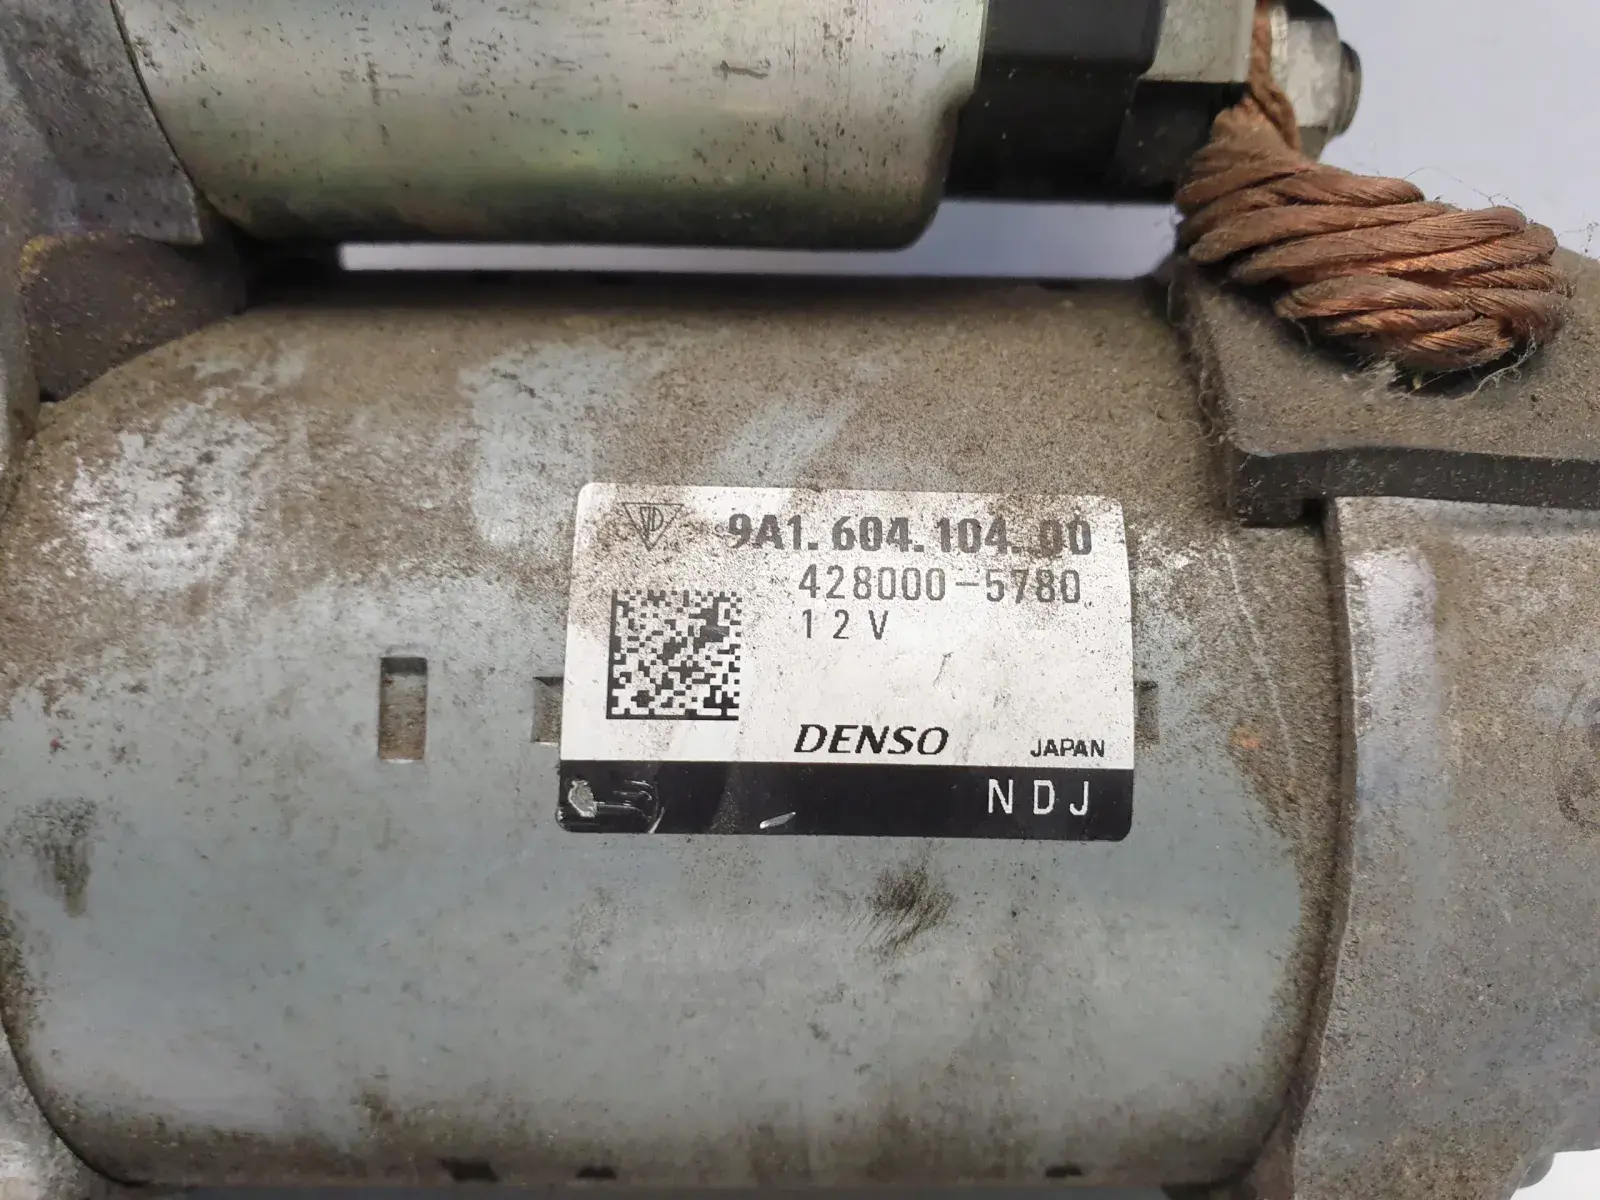 9A1.604.104.00
428000-5780
12V
DENSO JAPAN
NDJ